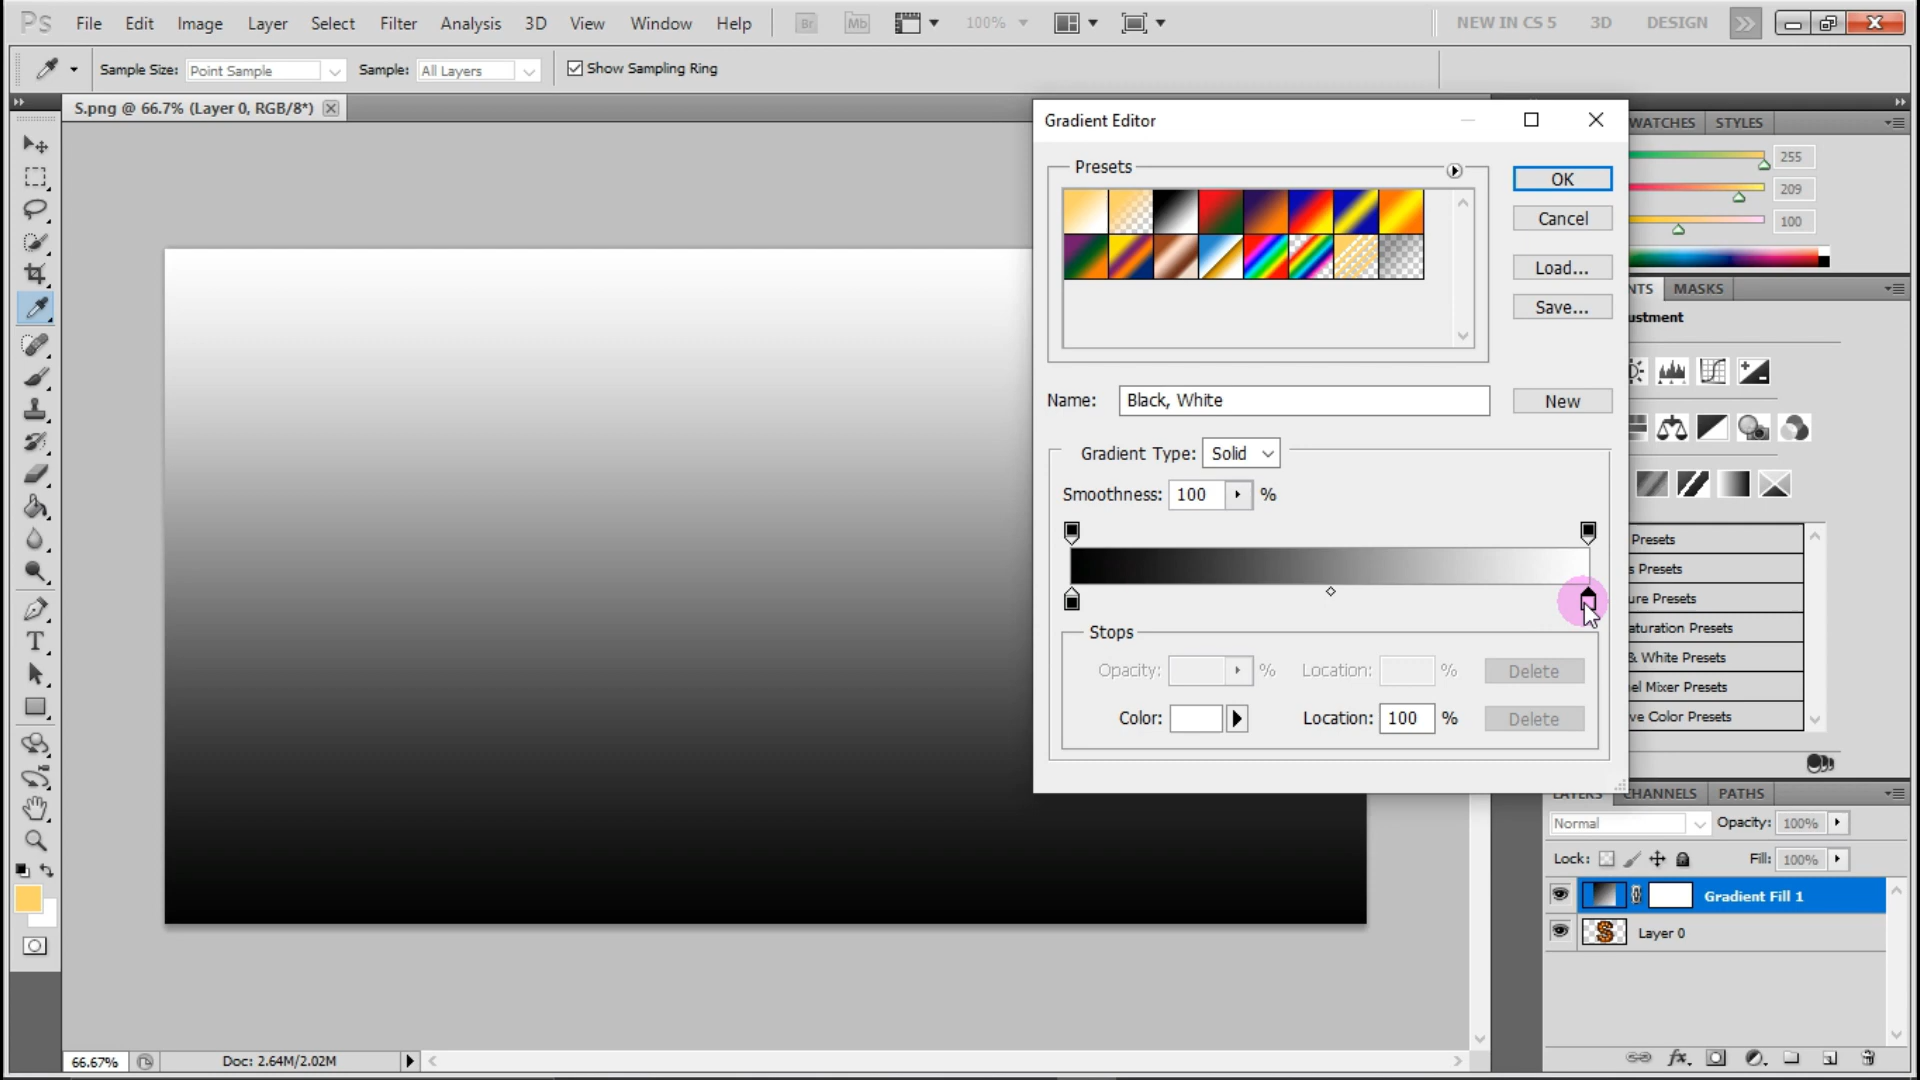 Ps File Edit Image Layer Select Filter Analysis 3D View Window Help Br Mb 100% NEW IN CS 5 3D DESIGN
Sample Size: Point Sample Sample: All Layers Show Sampling Ring
S.png @ 66.7% (Layer 0, RGB/8*)
Gradient Editor
WATCHES STYLES
Presets
255
OK
209
Cancel
100
Load...
NTS MASKS
Save...
ustment
Name: Black, White New
Gradient Type: Solid
Smoothness: 100 %
Presets
s Presets
ure Presets
Stops
aturation Presets
& White Presets
Opacity: % Location: % Delete
el Mixer Presets
Color: Location: 100 % Delete
ve Color Presets
T
LAYERS CHANNELS PATHS
Normal Opacity: 100%
Lock: Fill: 100%
Gradient Fill 1
S Layer 0
66.67% Doc: 2.64M/2.02M
fx